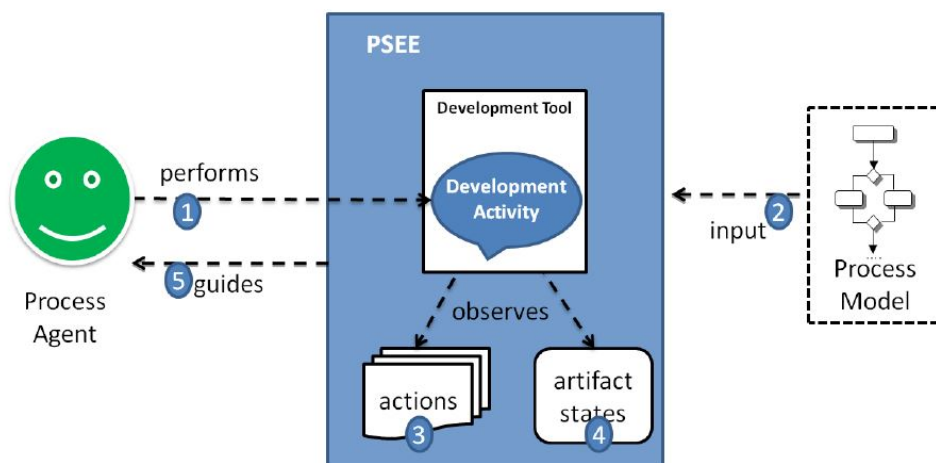 PSEE
Development Tool
Development
Activity
performs
1
5
guides
Process
Agent
observes
actions
3
artifact
states
4
2
input
....
Process
Model